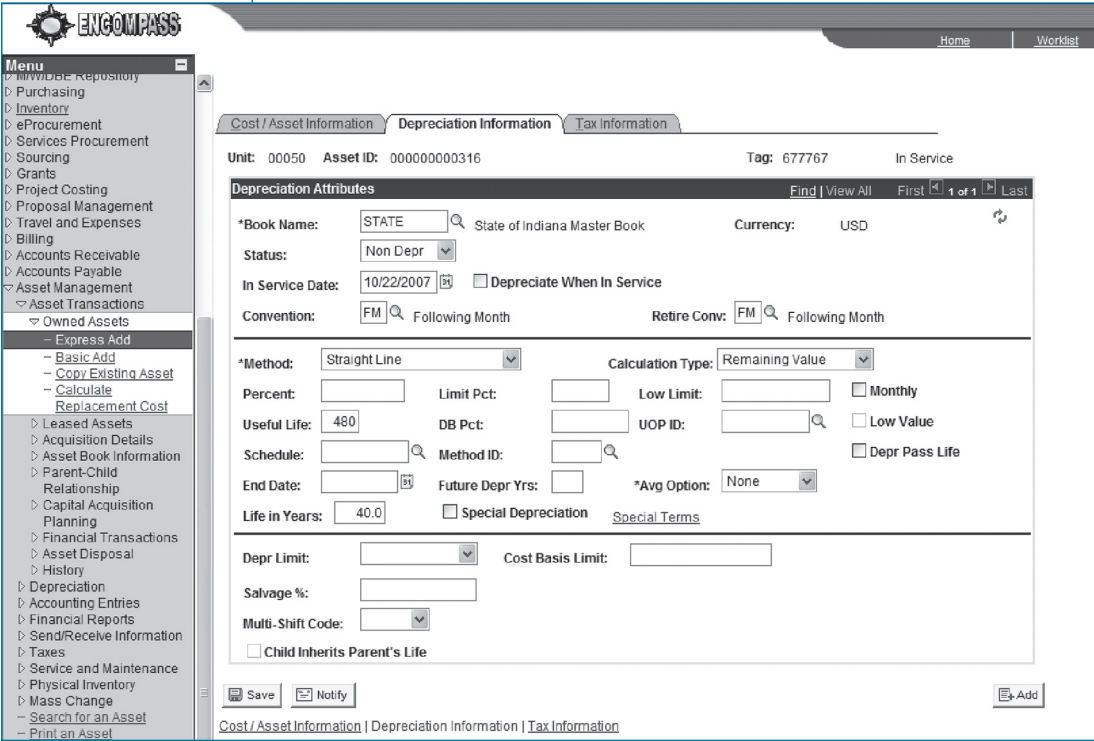 ENCOMPASS
Home Worklist
Menu
M/W/DBE Repository
Purchasing
Inventory
eProcurement
Services Procurement
Sourcing
Grants
Project Costing
Proposal Management
Travel and Expenses
Billing
Accounts Receivable
Accounts Payable
Asset Management
Asset Transactions
Owned Assets
– Express Add
– Basic Add
– Copy Existing Asset
– Calculate
Replacement Cost
Leased Assets
Acquisition Details
Asset Book Information
Parent-Child
Relationship
Capital Acquisition
Planning
Financial Transactions
Asset Disposal
History
Depreciation
Accounting Entries
Financial Reports
Send/Receive Information
Taxes
Service and Maintenance
Physical Inventory
Mass Change
– Search for an Asset
– Print an Asset
Cost / Asset Information Depreciation Information Tax Information
Unit: 00050 Asset ID: 000000000316 Tag: 677767 In Service
Depreciation Attributes Find | View All First 1 of 1 Last
*Book Name: STATE State of Indiana Master Book Currency: USD
Status: Non Depr
In Service Date: 10/22/2007 31 Depreciate When In Service
Convention: FM Following Month Retire Conv: FM Following Month
*Method: Straight Line Calculation Type: Remaining Value
Percent: Limit Pct: Low Limit: Monthly
Useful Life: 480 DB Pct: UOP ID: Low Value
Schedule: Method ID: Depr Pass Life
End Date: 31 Future Depr Yrs: *Avg Option: None
Life in Years: 40.0 Special Depreciation Special Terms
Depr Limit: Cost Basis Limit:
Salvage %:
Multi-Shift Code:
Child Inherits Parent's Life
Save Notify Add
Cost / Asset Information | Depreciation Information | Tax Information